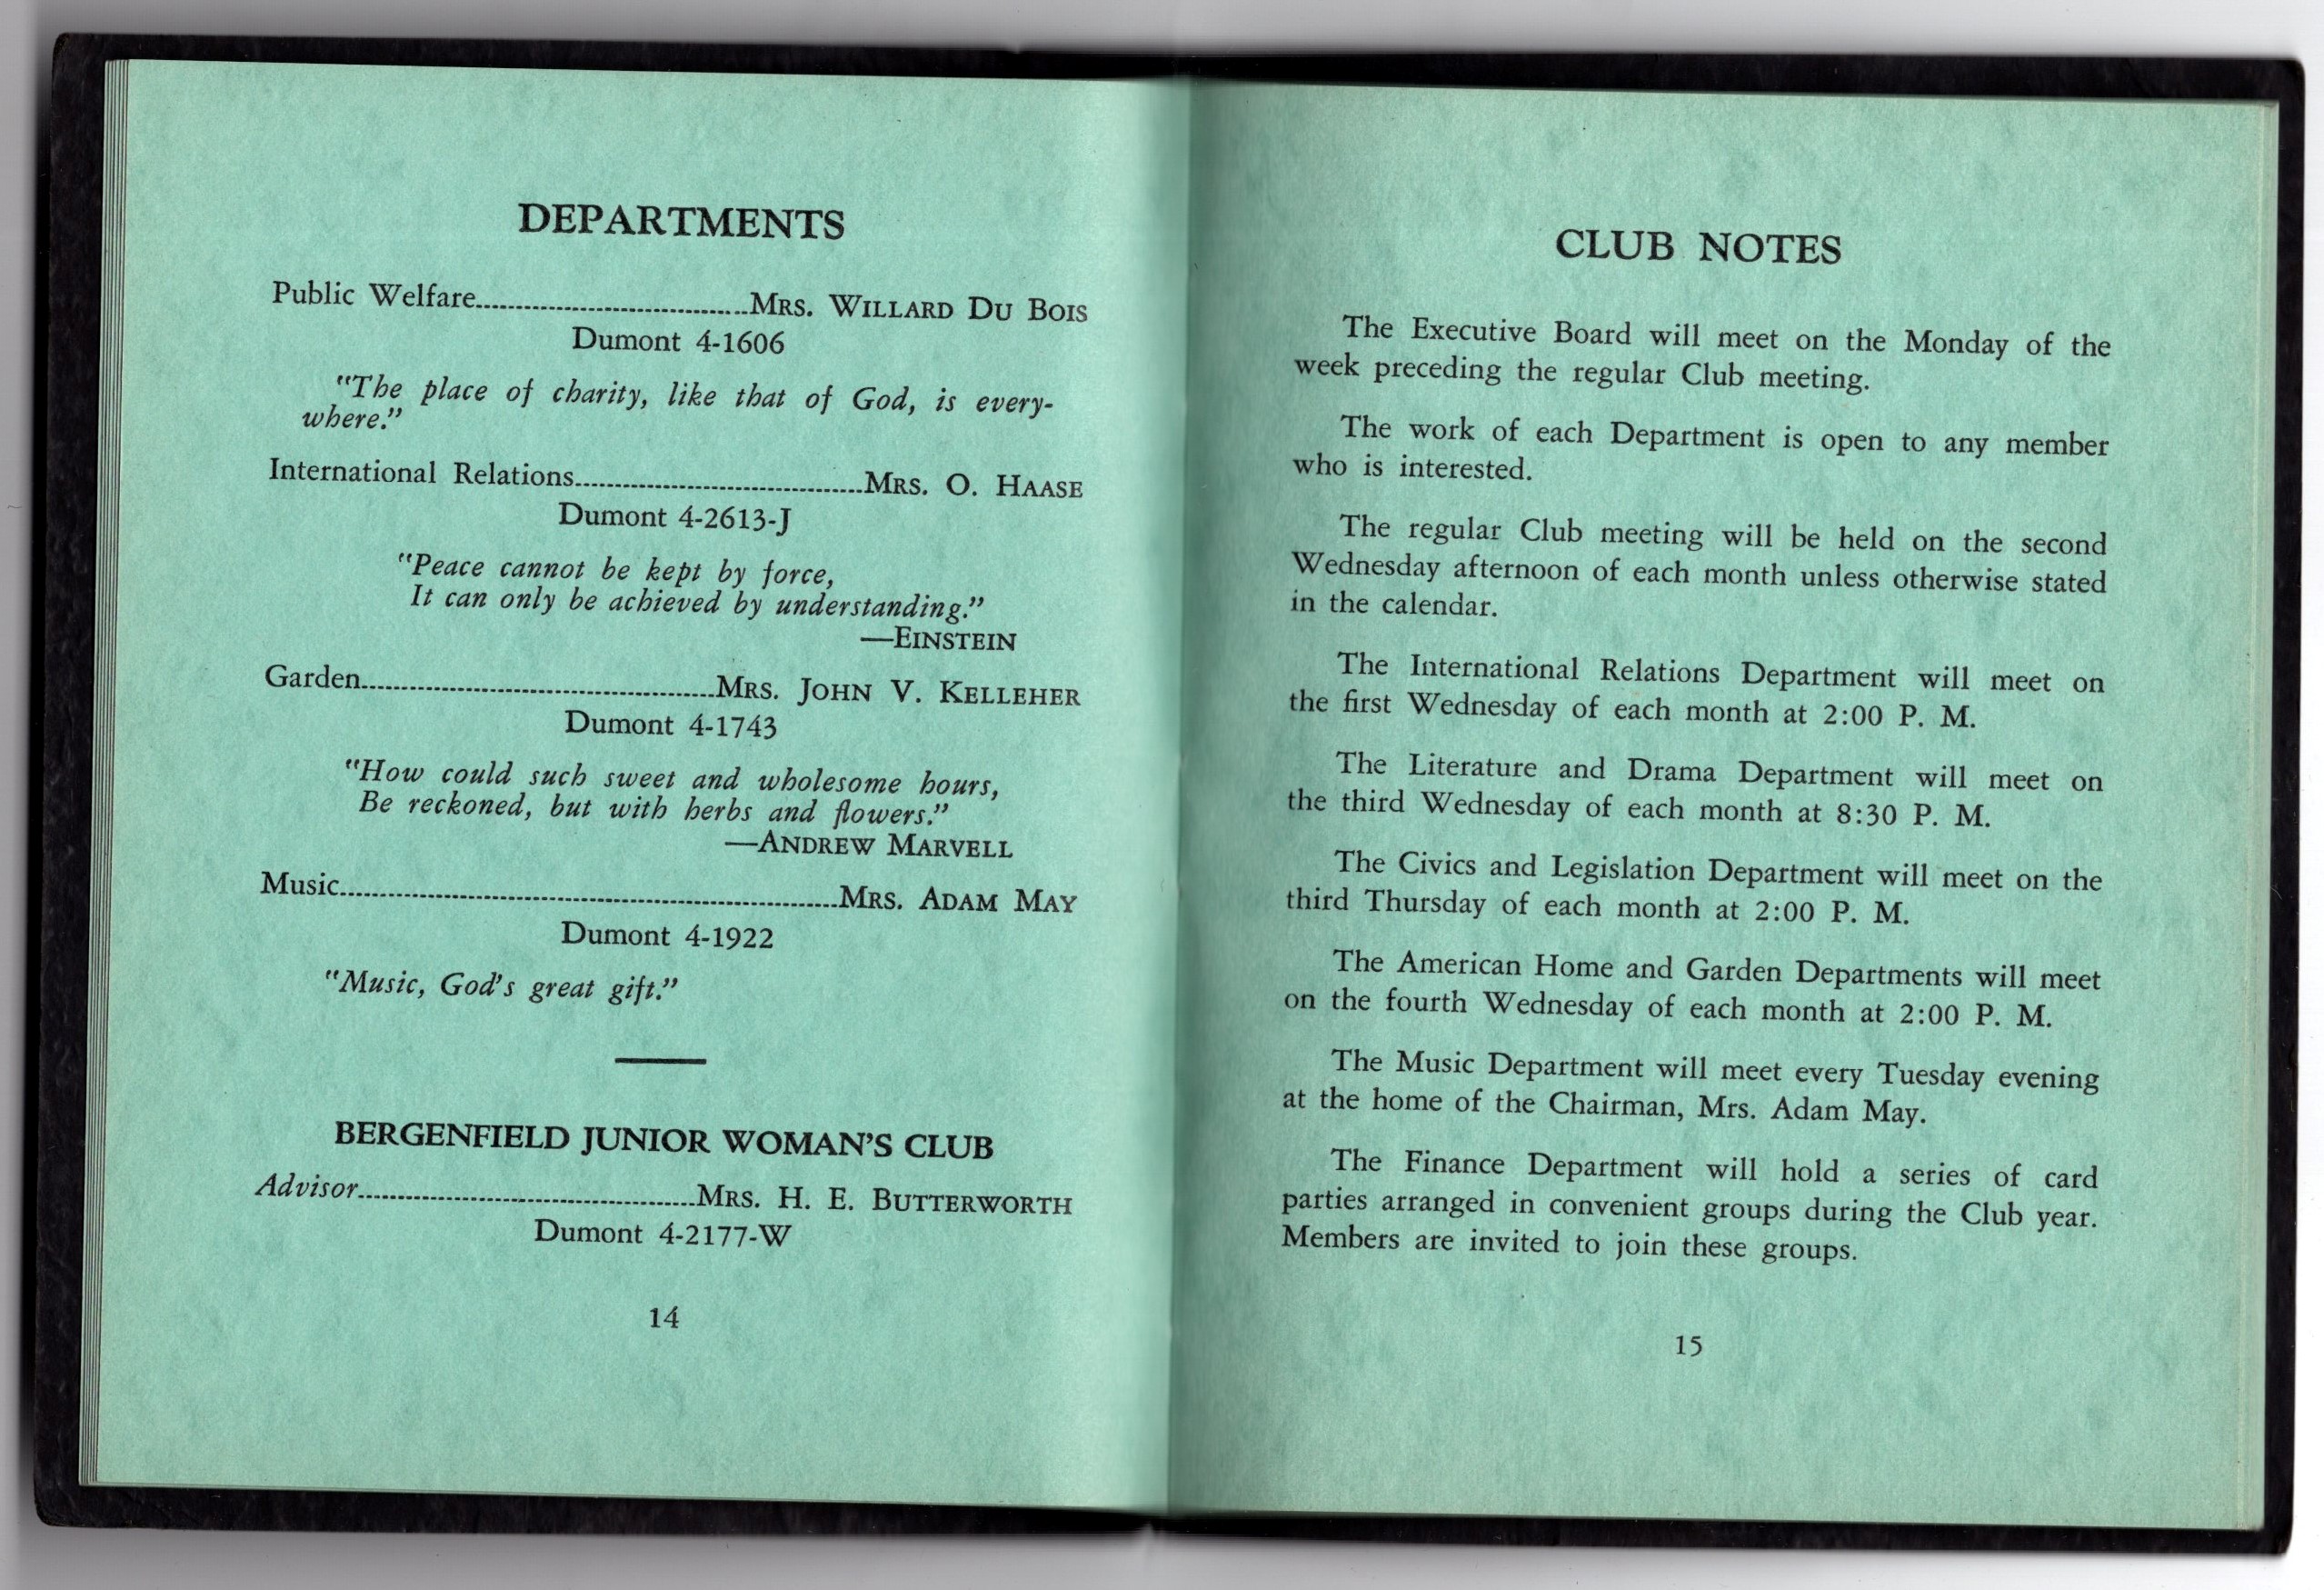 DEPARTMENTS
Public Welfare..................................Mrs. Willard Du Bois
Dumont 4-1606
"The place of charity, like that of God, is every-
where."
International Relations....................................Mrs. O. Haase
Dumont 4-2613-J
"Peace cannot be kept by force,
It can only be achieved by understanding."
—Einstein
Garden............................................Mrs. John V. Kelleher
Dumont 4-1743
"How could such sweet and wholesome hours,
Be reckoned, but with herbs and flowers."
—Andrew Marvell
Music..............................................................Mrs. Adam May
Dumont 4-1922
"Music, God's great gift."
BERGENFIELD JUNIOR WOMAN'S CLUB
Advisor..........................................Mrs. H. E. Butterworth
Dumont 4-2177-W
14
CLUB NOTES
The Executive Board will meet on the Monday of the
week preceding the regular Club meeting.
The work of each Department is open to any member
who is interested.
The regular Club meeting will be held on the second
Wednesday afternoon of each month unless otherwise stated
in the calendar.
The International Relations Department will meet on
the first Wednesday of each month at 2:00 P. M.
The Literature and Drama Department will meet on
the third Wednesday of each month at 8:30 P. M.
The Civics and Legislation Department will meet on the
third Thursday of each month at 2:00 P. M.
The American Home and Garden Departments will meet
on the fourth Wednesday of each month at 2:00 P. M.
The Music Department will meet every Tuesday evening
at the home of the Chairman, Mrs. Adam May.
The Finance Department will hold a series of card
parties arranged in convenient groups during the Club year.
Members are invited to join these groups.
15